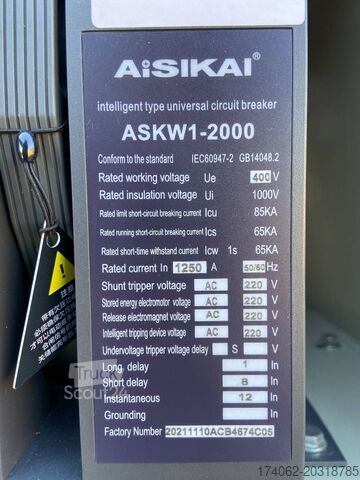 AiSIKAI®
intelligent type universal circuit breaker
ASKW1-2000
Conform to the standard IEC60947-2 GB14048.2
Rated working voltage Ue 400 V
Rated insulation voltage Ui 1000V
Rated limit short-circuit breaking current Icu 85KA
Rated running short-circuit breaking current Ics 65KA
Rated short-time withstand current Icw 1s 65KA
Rated current In 1250 A 50/60 Hz
Shunt tripper voltage AC 220 V
Stored energy electromotor voltage AC 220 V
Release electromagnet voltage AC 220 V
Intelligent tripping device voltage AC 220 V
Undervoltage tripper voltage delay S V
Long delay 1 In
Short delay 8 In
Instantaneous 12 In
Grounding In
Factory Number 20211110ACB4674C05
Truck
Scout24
174062-20318785